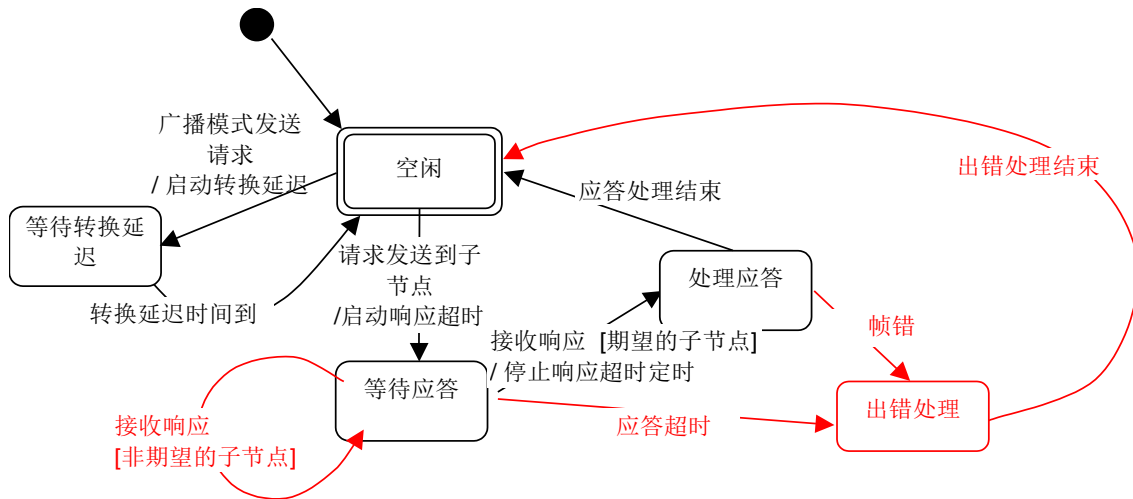 广播模式发送
请求
/ 启动转换延迟
空闲
出错处理结束
应答处理结束
等待转换延
迟
请求发送到子
节点
/启动响应超时
处理应答
转换延迟时间到
接收响应 [期望的子节点]
/ 停止响应超时定时
帧错
等待应答
出错处理
接收响应
[非期望的子节点]
应答超时